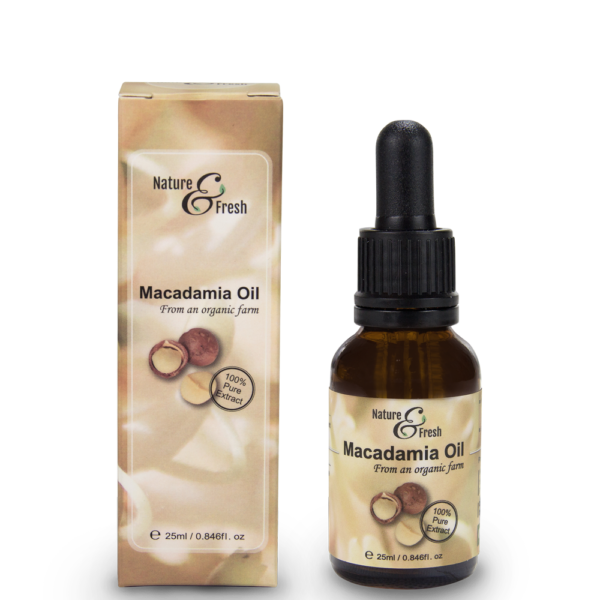 Nature
&
Fresh
Macadamia Oil
From an organic farm
100%
Pure
Extract
℮ 25ml / 0.846fl. oz
Nature
&
Fresh
Macadamia Oil
From an organic farm
100%
Pure
Extract
℮ 25ml / 0.846fl. oz